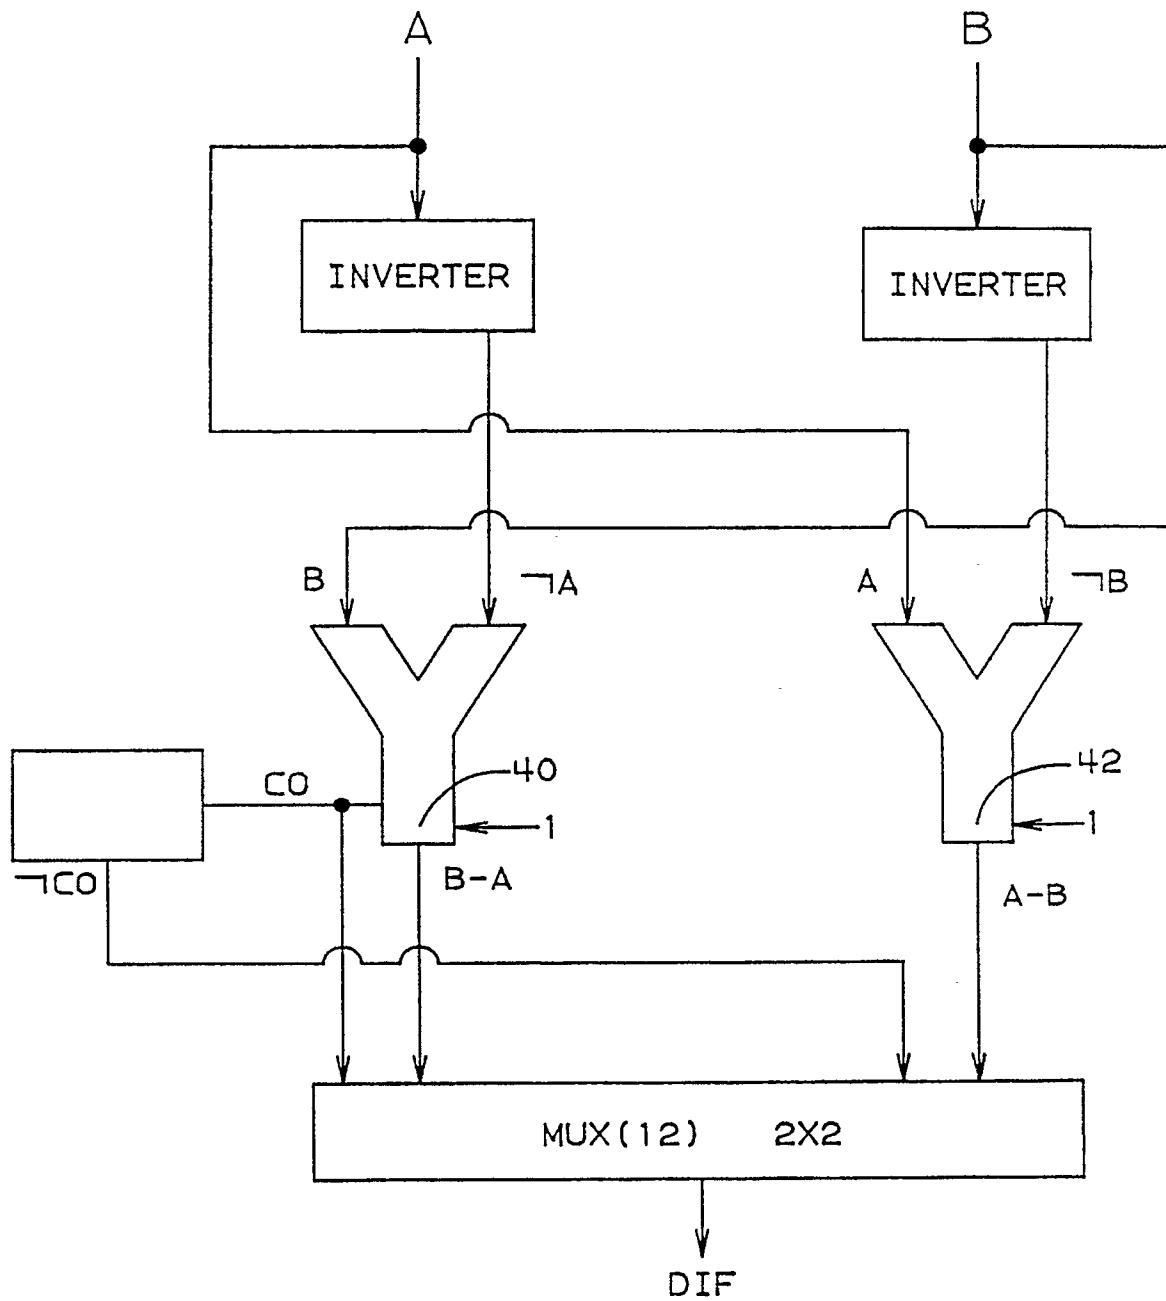 A
B
INVERTER
INVERTER
B
¬A
A
¬B
CO
40
42
1
1
¬CO
B-A
A-B
MUX(12) 2X2
DIF